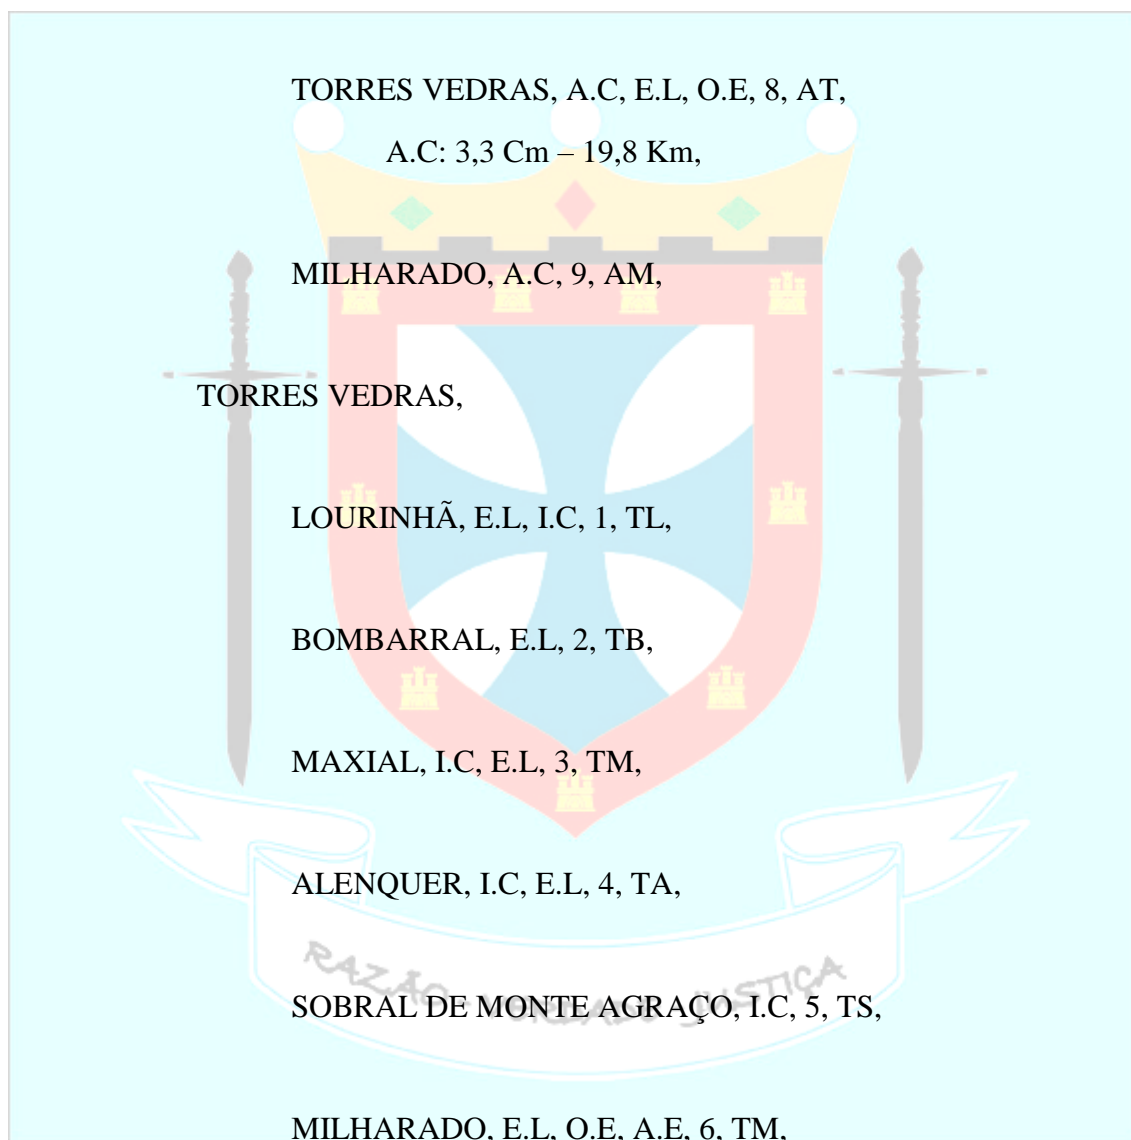 TORRES VEDRAS, A.C, E.L, O.E, 8, AT,
A.C: 3,3 Cm – 19,8 Km,
MILHARADO, A.C, 9, AM,
TORRES VEDRAS,
LOURINHÃ, E.L, I.C, 1, TL,
BOMBARRAL, E.L, 2, TB,
MAXIAL, I.C, E.L, 3, TM,
ALENQUER, I.C, E.L, 4, TA,
RAZÃO - VERDADE - JUSTIÇA
SOBRAL DE MONTE AGRAÇO, I.C, 5, TS,
MILHARADO, E.L, O.E, A.E, 6, TM,